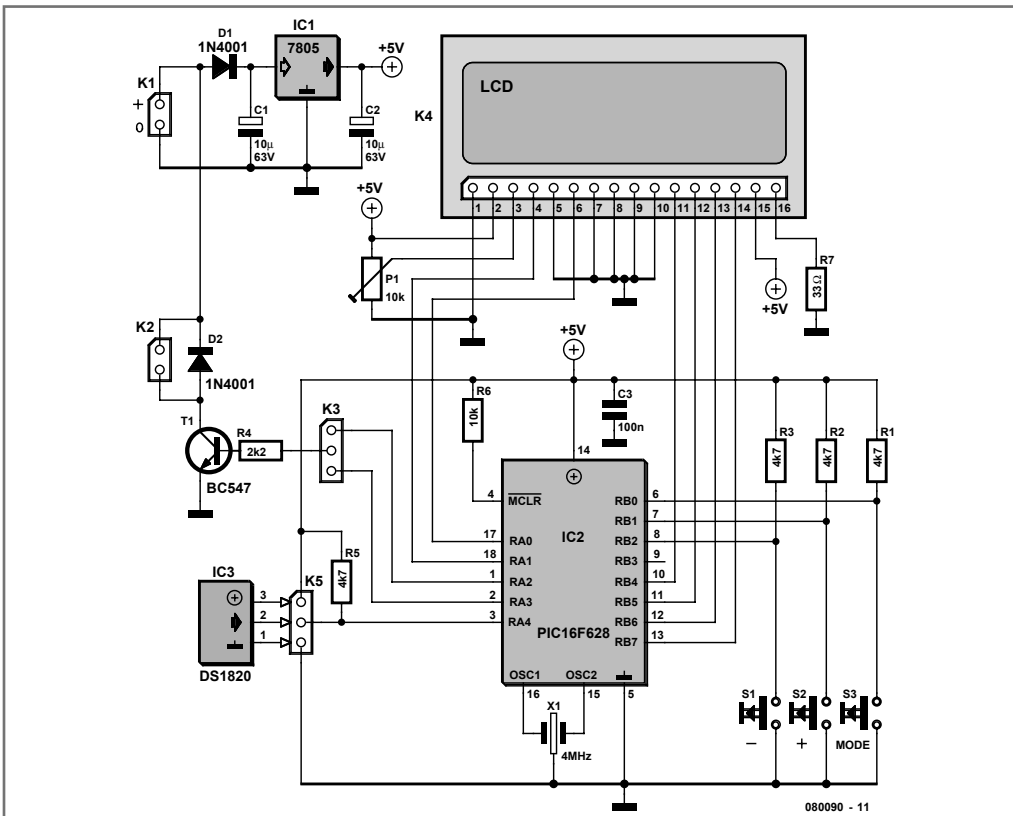 D1
1N4001
IC1
7805
+5V
K1
+
0
C1
10µ
63V
C2
10µ
63V
K4
LCD
1 2 3 4 5 6 7 8 9 10 11 12 13 14 15 16
+5V
P1
10k
R7
33Ω
+5V
K2
D2
1N4001
+5V
T1
R4
2k2
BC547
K3
R6
10k
C3
100n
R3
4k7
R2
4k7
R1
4k7
14
4 MCLR
17 RA0
18 RA1
1 RA2
2 RA3
3 RA4
IC2
PIC16F628
RB0 6
RB1 7
RB2 8
RB3 9
RB4 10
RB5 11
RB6 12
RB7 13
OSC1 OSC2
16 15 5
X1
4MHz
R5
4k7
IC3
K5
3
2
1
DS1820
S1 S2 S3
– + MODE
080090 - 11